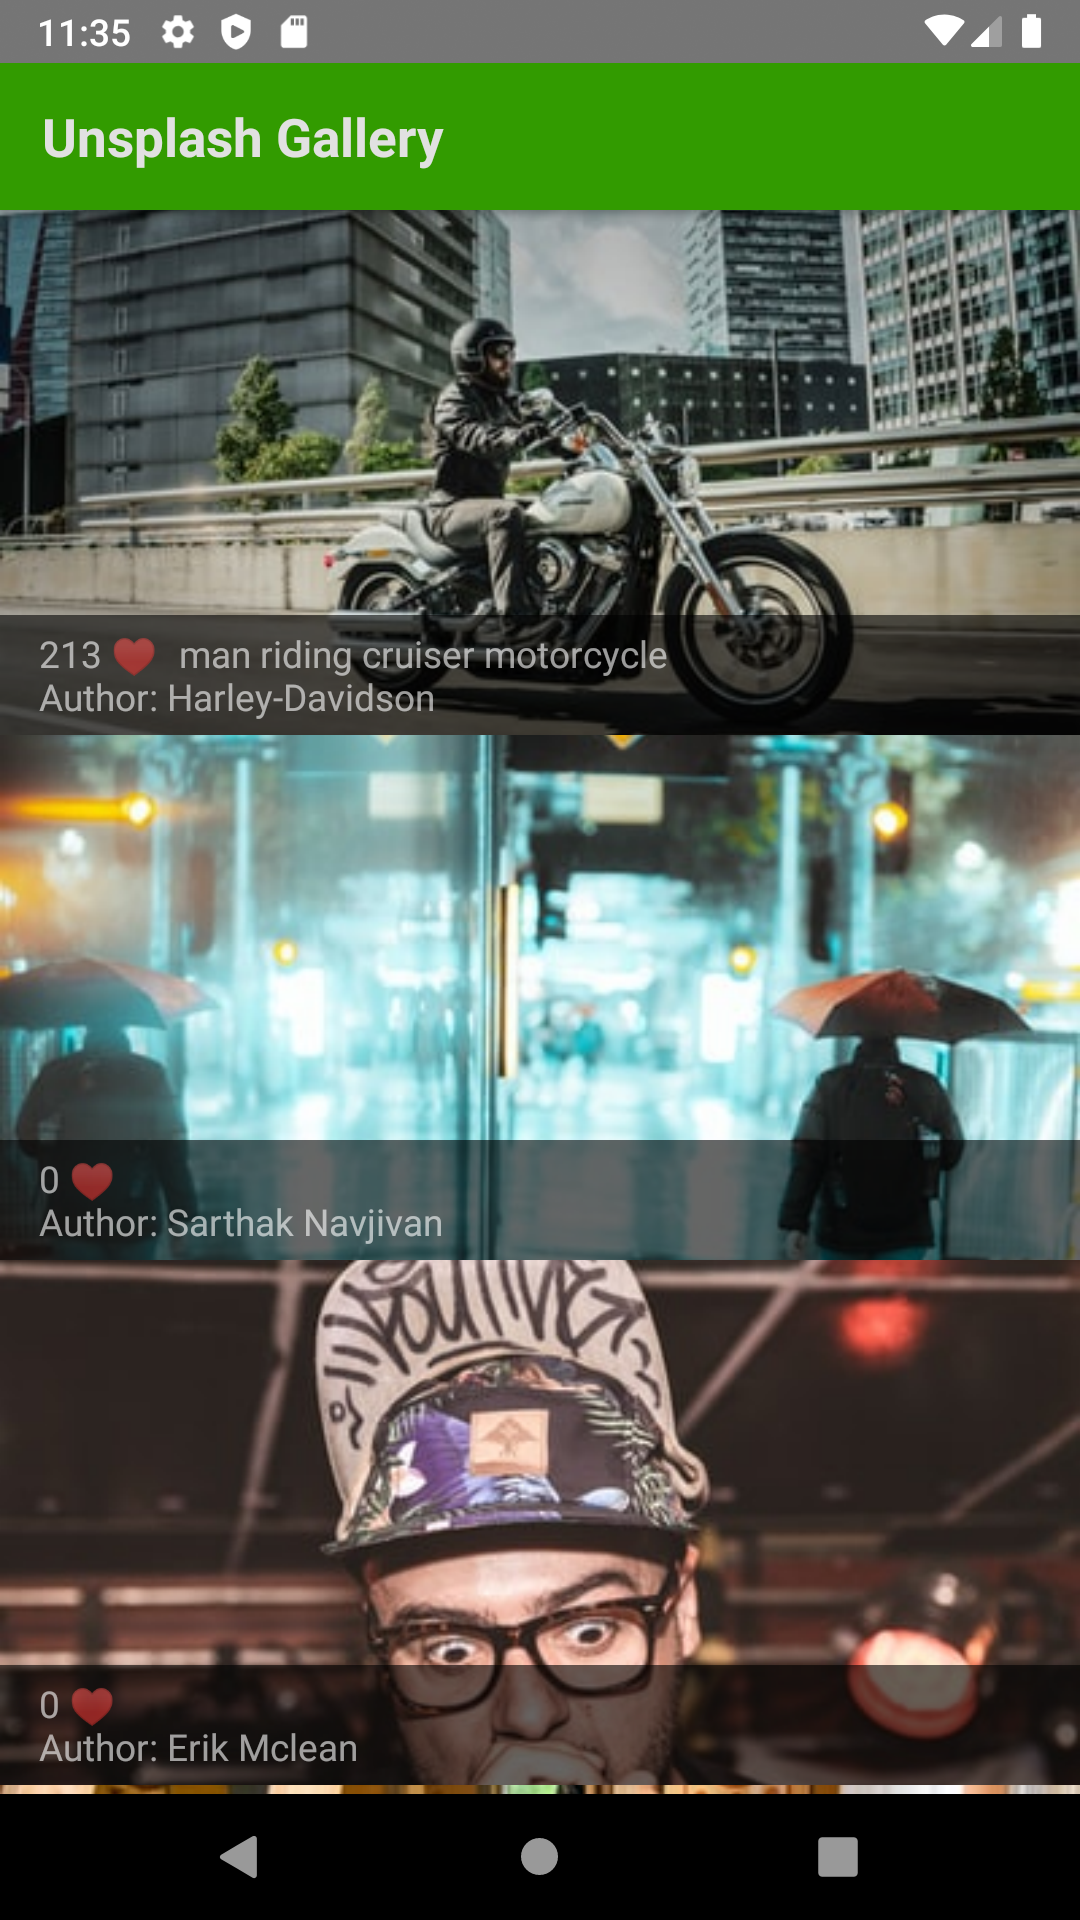 11:35
Unsplash Gallery
213 ❤ man riding cruiser motorcycle
Author: Harley-Davidson
0 ❤
Author: Sarthak Navjivan
0 ❤
Author: Erik Mclean